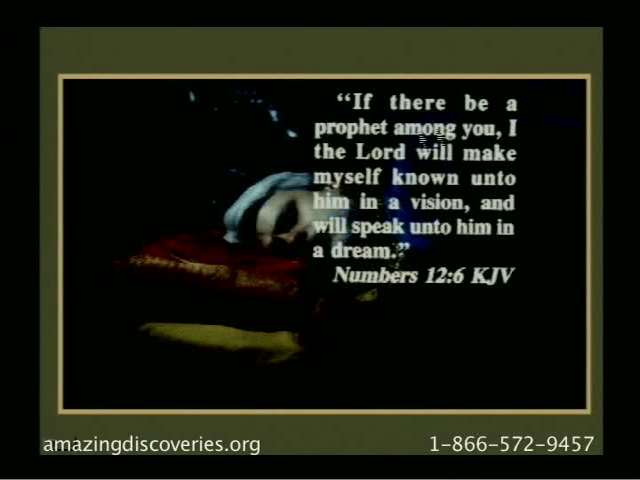 “If there be a
prophet among you, I
the Lord will make
myself known unto
him in a vision, and
will speak unto him in
a dream.”
Numbers 12:6 KJV
amazingdiscoveries.org
1-866-572-9457